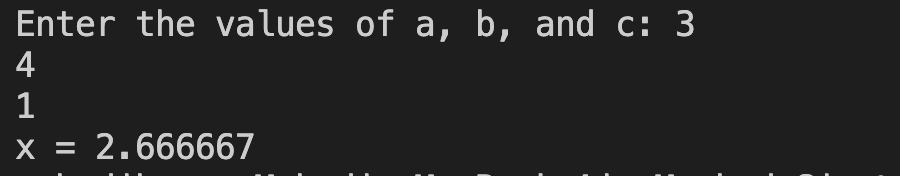 Enter the values of a, b, and c: 3
4
1
x = 2.666667